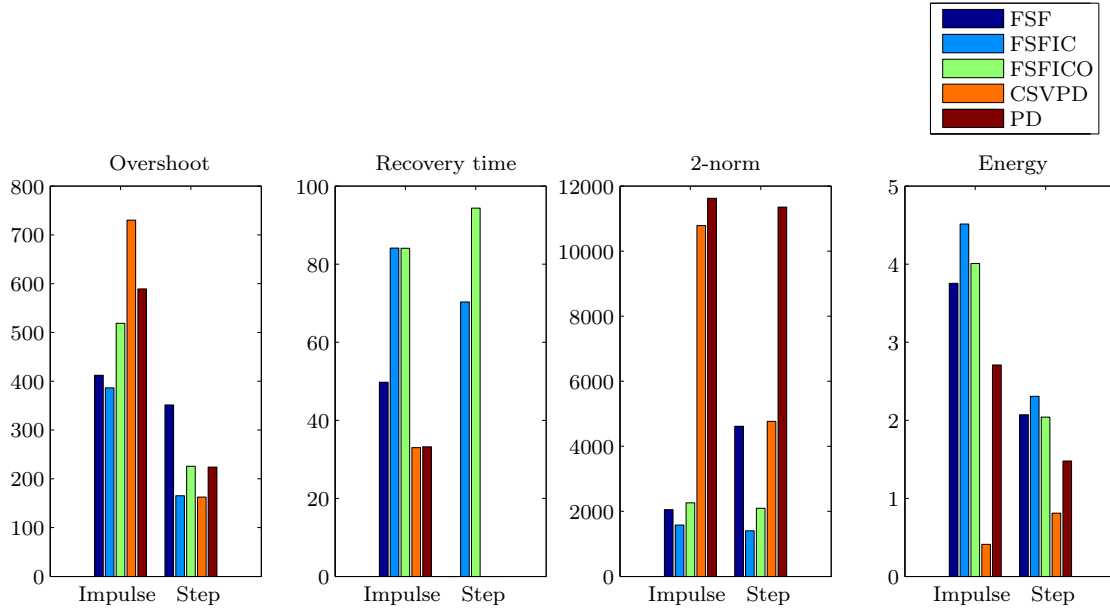 FSF
FSFIC
FSFICO
CSVPD
PD
Overshoot
800
700
600
500
400
300
200
100
0
Impulse Step
Recovery time
100
80
60
40
20
0
Impulse Step
2-norm
12000
10000
8000
6000
4000
2000
0
Impulse Step
Energy
5
4
3
2
1
0
Impulse Step